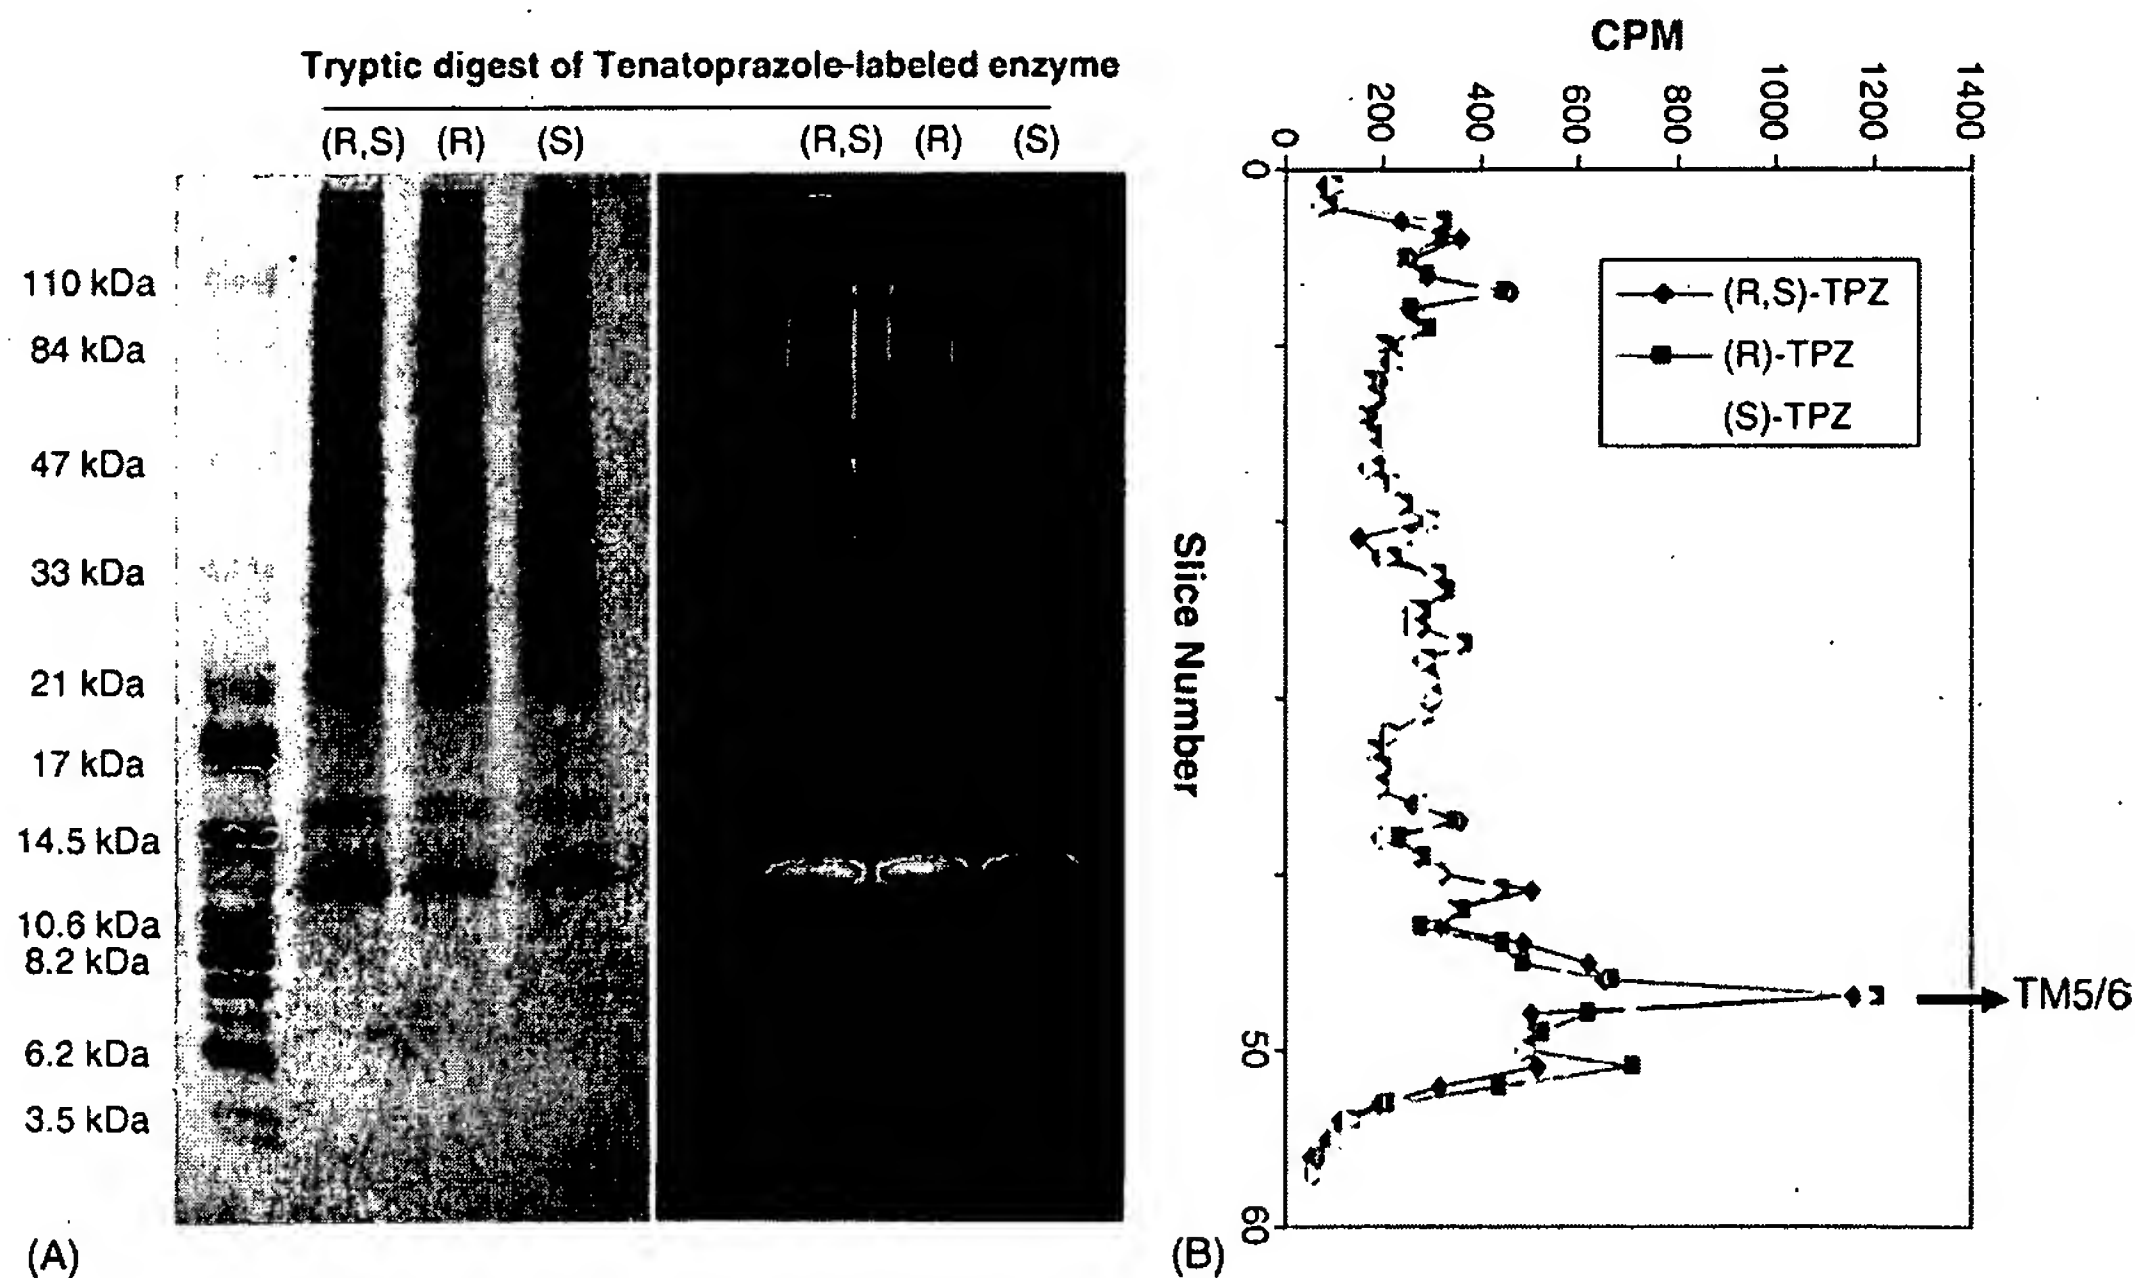 Tryptic digest of Tenatoprazole-labeled enzyme
(R,S) (R) (S) (R,S) (R) (S)
110 kDa
84 kDa
47 kDa
33 kDa
21 kDa
17 kDa
14.5 kDa
10.6 kDa
8.2 kDa
6.2 kDa
3.5 kDa
(A)
CPM
0 200 400 600 800 1000 1200 1400
0
50
60
Slice Number
(R,S)-TPZ
(R)-TPZ
(S)-TPZ
TM5/6
(B)